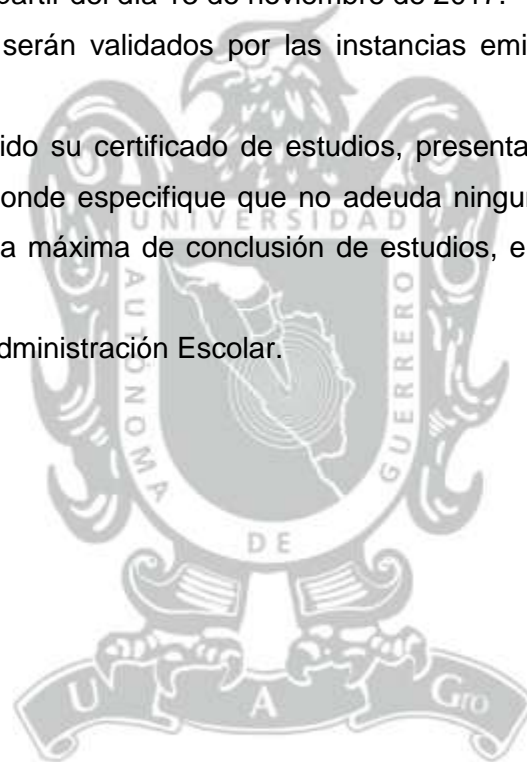 partir del día 18 de noviembre de 2017.
serán validados por las instancias emi
ido su certificado de estudios, presenta
onde especifique que no adeuda ningu
a máxima de conclusión de estudios, e
dministración Escolar.
UNIVERSIDAD
AUTÓNOMA
DE
GUERRERO
U A Gro